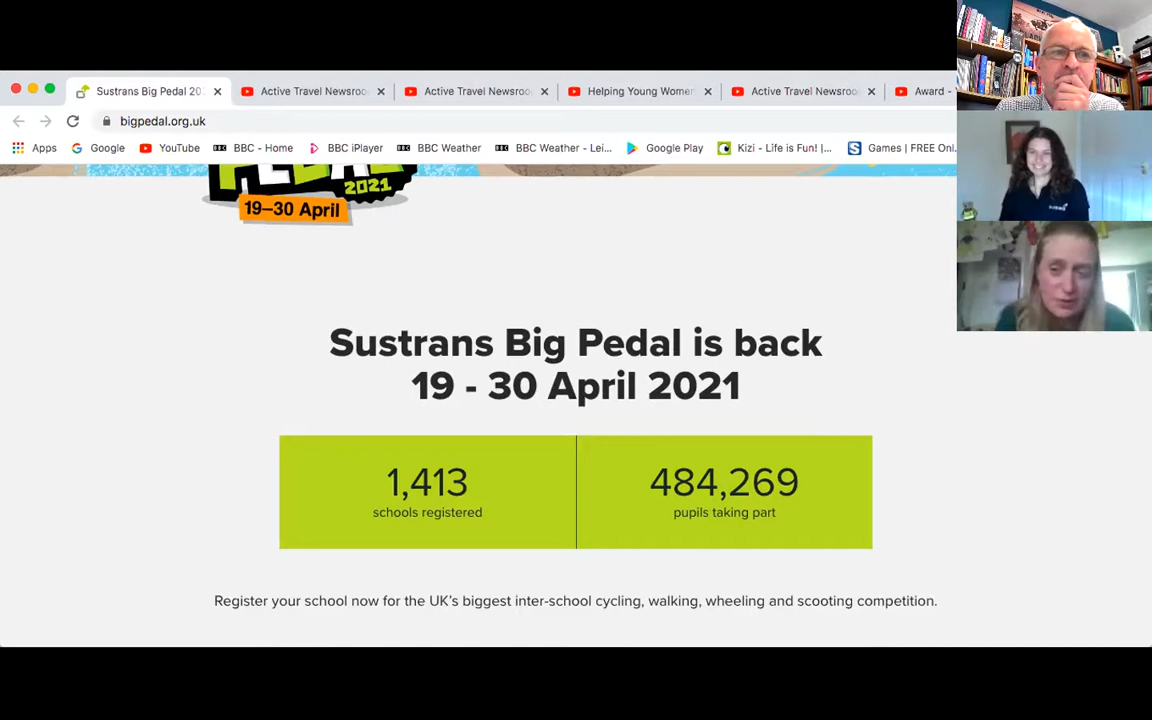 Sustrans Big Pedal 202
Active Travel Newsroo
Active Travel Newsroo
Helping Young Women
Active Travel Newsroo
Award -
bigpedal.org.uk
Apps
Google
YouTube
BBC - Home
BBC iPlayer
BBC Weather
BBC Weather - Lei...
Google Play
Kizi - Life is Fun! |...
Games | FREE Onl
PEDAL
2021
19–30 April
Sustrans Big Pedal is back
19 - 30 April 2021
1,413
schools registered
484,269
pupils taking part
Register your school now for the UK's biggest inter-school cycling, walking, wheeling and scooting competition.